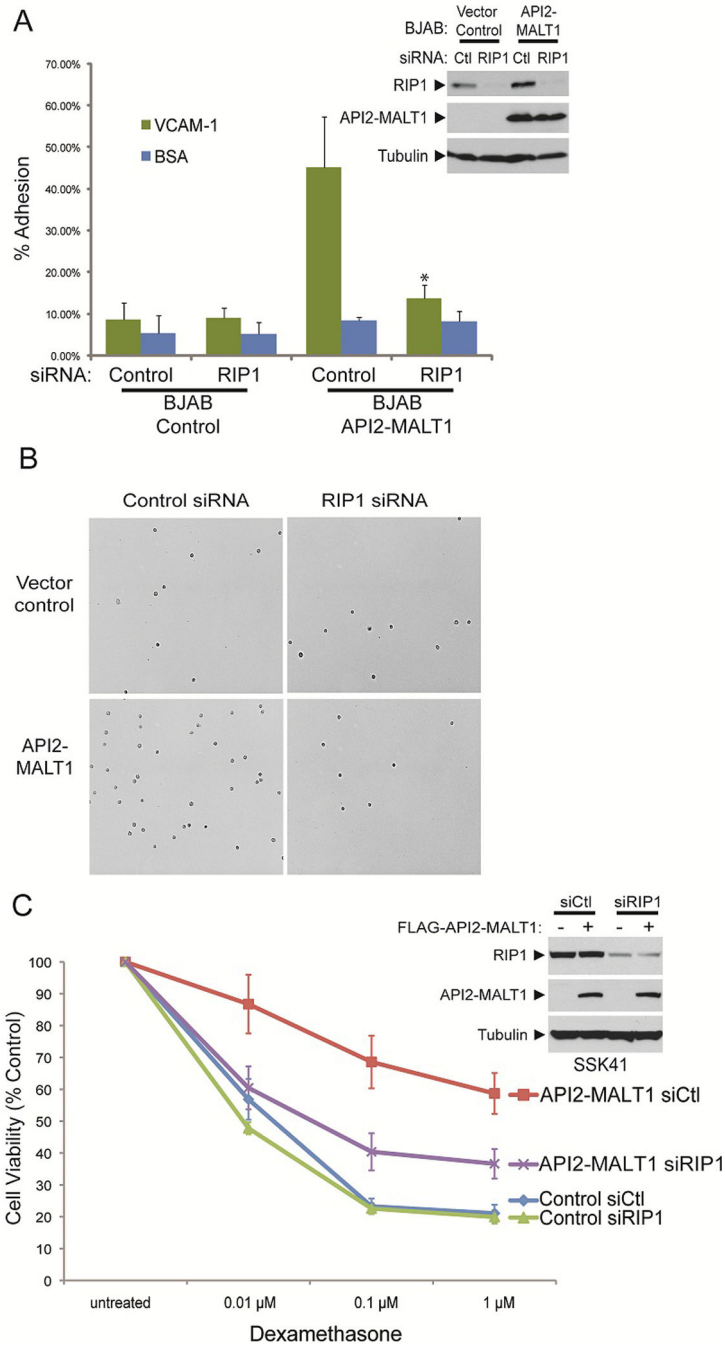 A
BJAB:
Vector
Control
API2-
MALT1
siRNA: Ctl RIP1 Ctl RIP1
RIP1
API2-MALT1
Tubulin
70.00%
60.00%
50.00%
40.00%
30.00%
20.00%
10.00%
0.00%
% Adhesion
VCAM-1
BSA
*
siRNA: Control RIP1 Control RIP1
BJAB
Control
BJAB
API2-MALT1
B
Control siRNA RIP1 siRNA
Vector
control
API2-
MALT1
C
siCtl siRIP1
FLAG-API2-MALT1: - + - +
RIP1
API2-MALT1
Tubulin
SSK41
100
90
80
70
60
50
40
30
20
10
0
Cell Viability (% Control)
API2-MALT1 siCtl
API2-MALT1 siRIP1
Control siCtl
Control siRIP1
untreated 0.01 µM 0.1 µM 1 µM
Dexamethasone